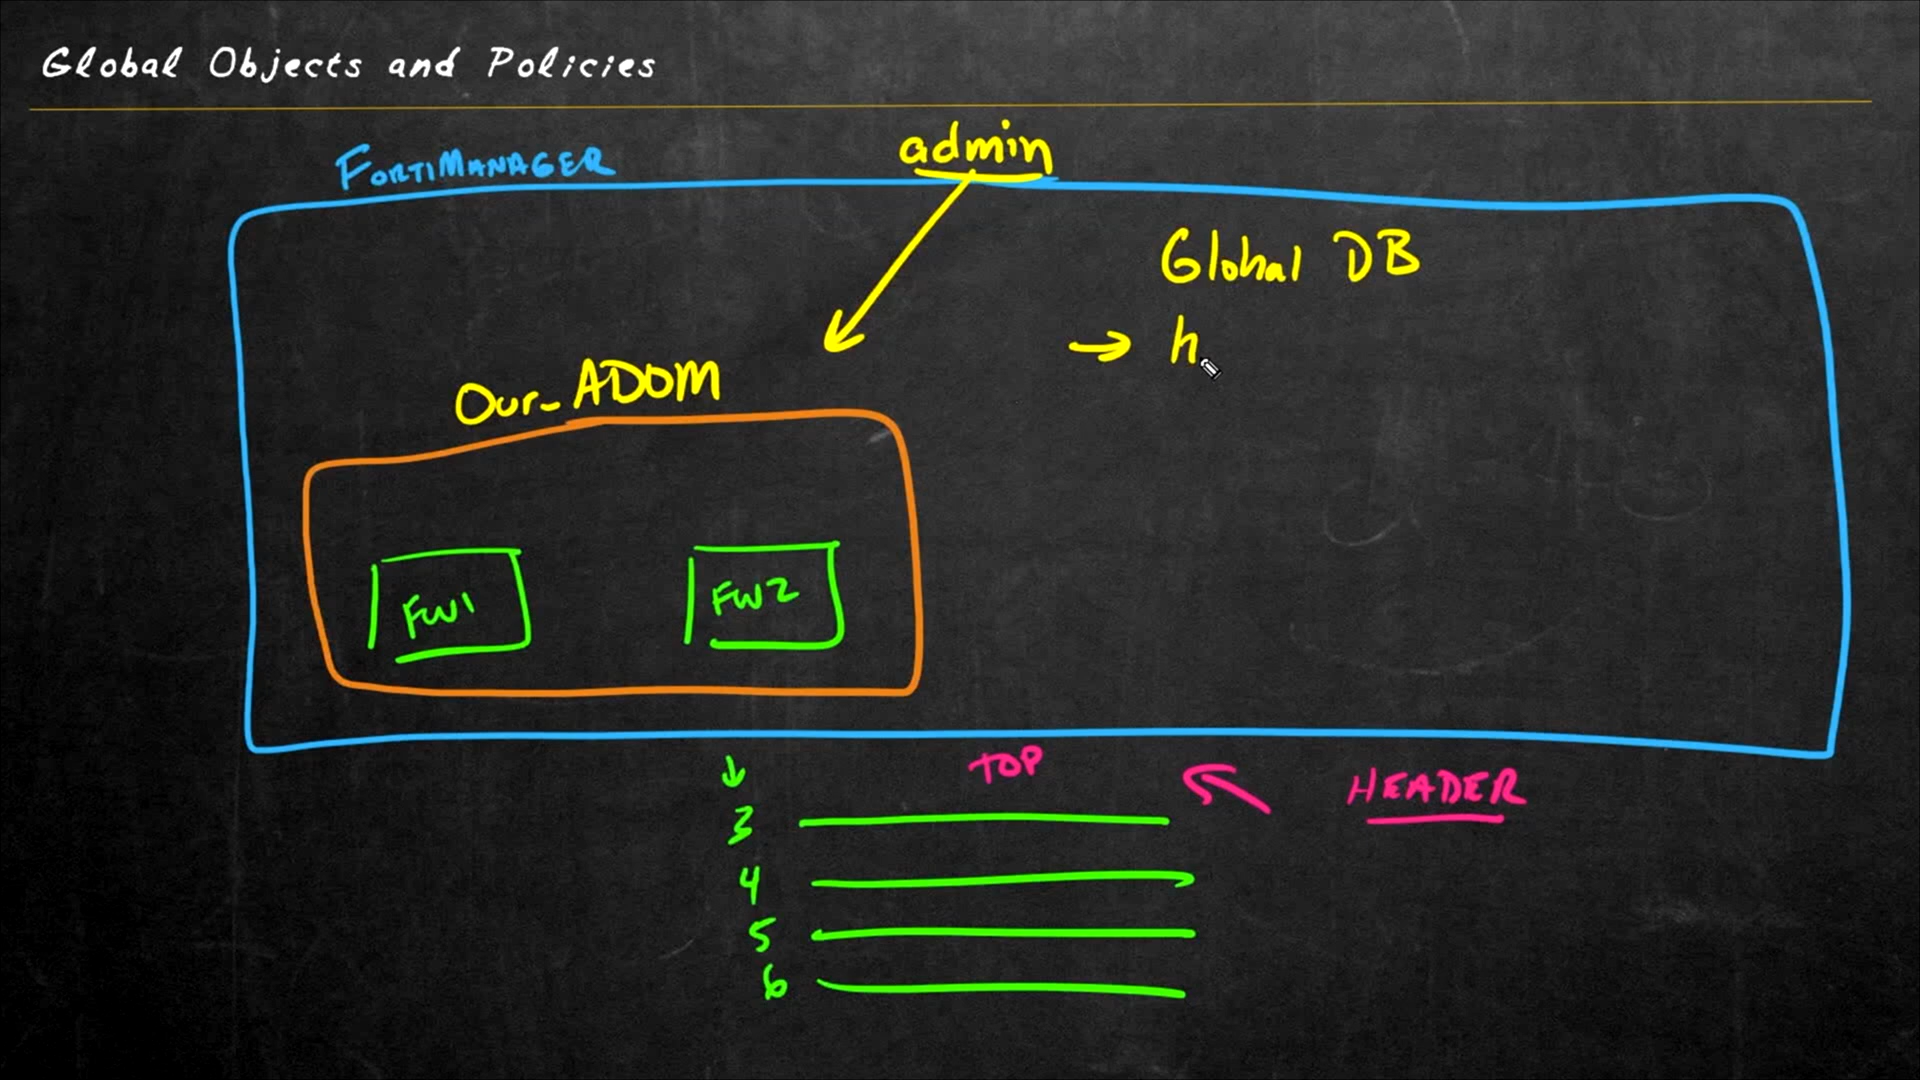 Global Objects and Policies
FORTIMANAGER
admin
Global DB
→ h
Our_ADOM
FW1
FW2
TOP
HEADER
3
4
5
6